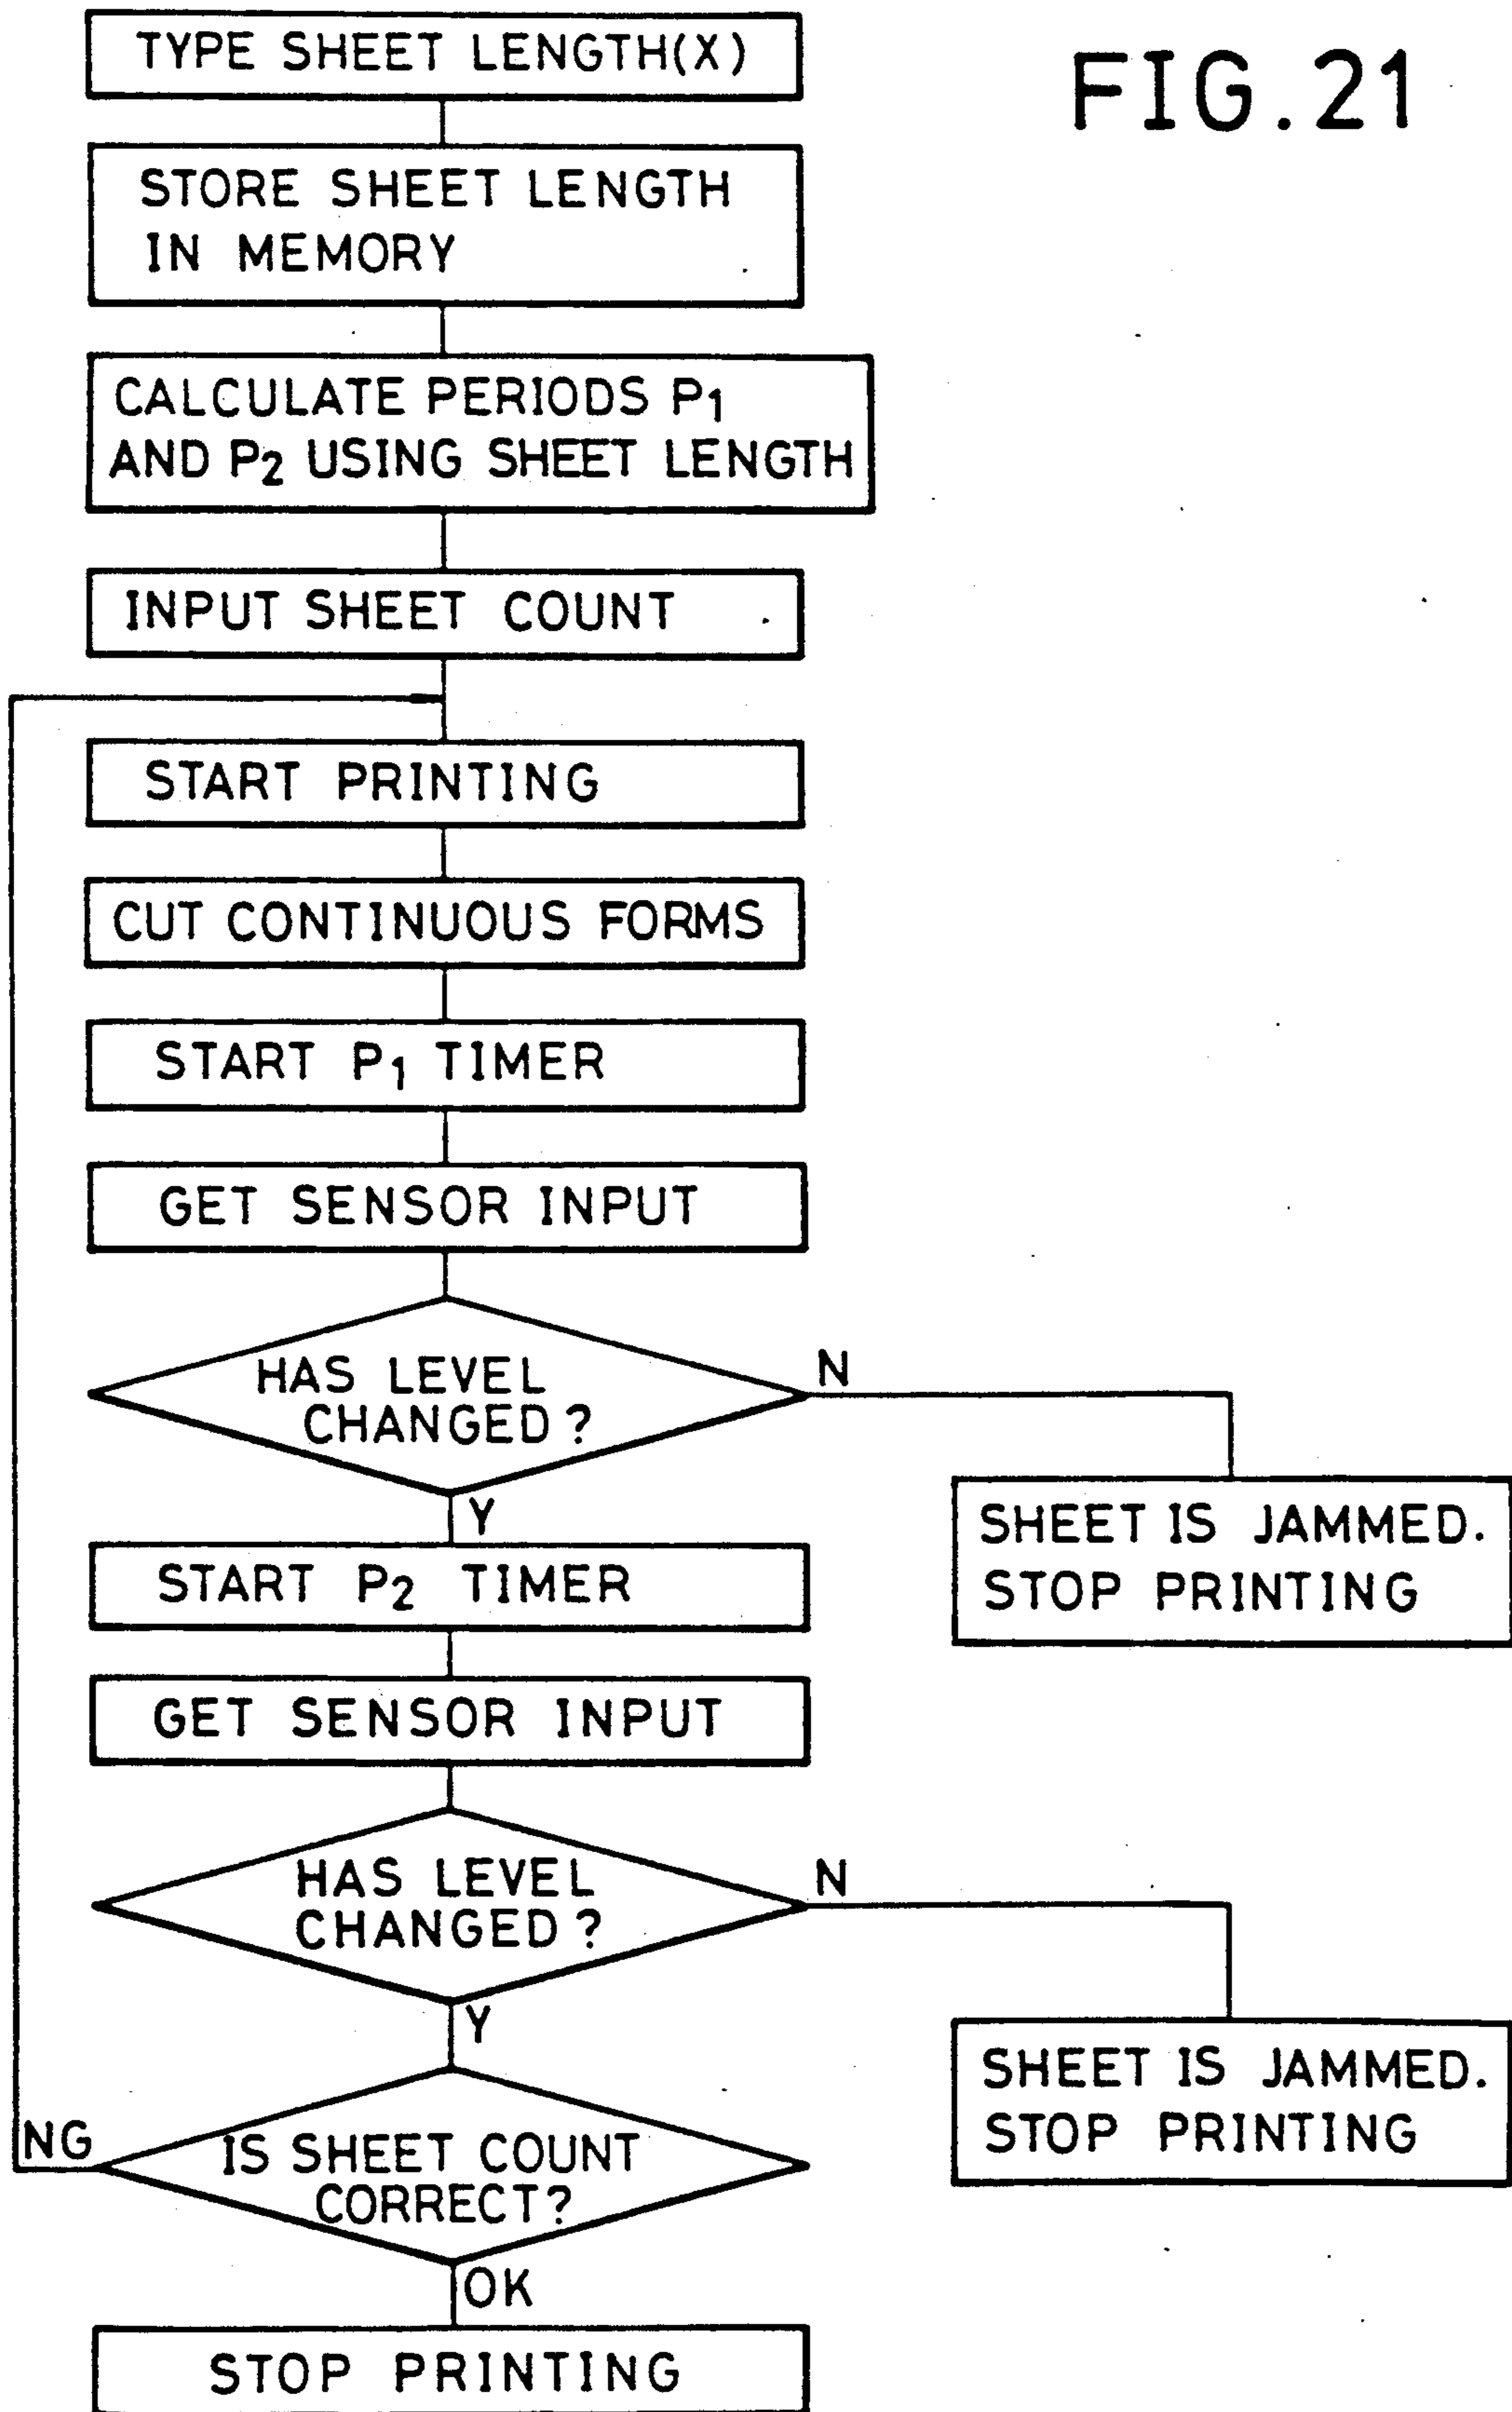 FIG.21
TYPE SHEET LENGTH(X)
STORE SHEET LENGTH
IN MEMORY
CALCULATE PERIODS P1
AND P2 USING SHEET LENGTH
INPUT SHEET COUNT
START PRINTING
CUT CONTINUOUS FORMS
START P1 TIMER
GET SENSOR INPUT
HAS LEVEL
CHANGED?
N
SHEET IS JAMMED.
STOP PRINTING
Y
START P2 TIMER
GET SENSOR INPUT
HAS LEVEL
CHANGED?
N
SHEET IS JAMMED.
STOP PRINTING
Y
IS SHEET COUNT
CORRECT?
NG
OK
STOP PRINTING